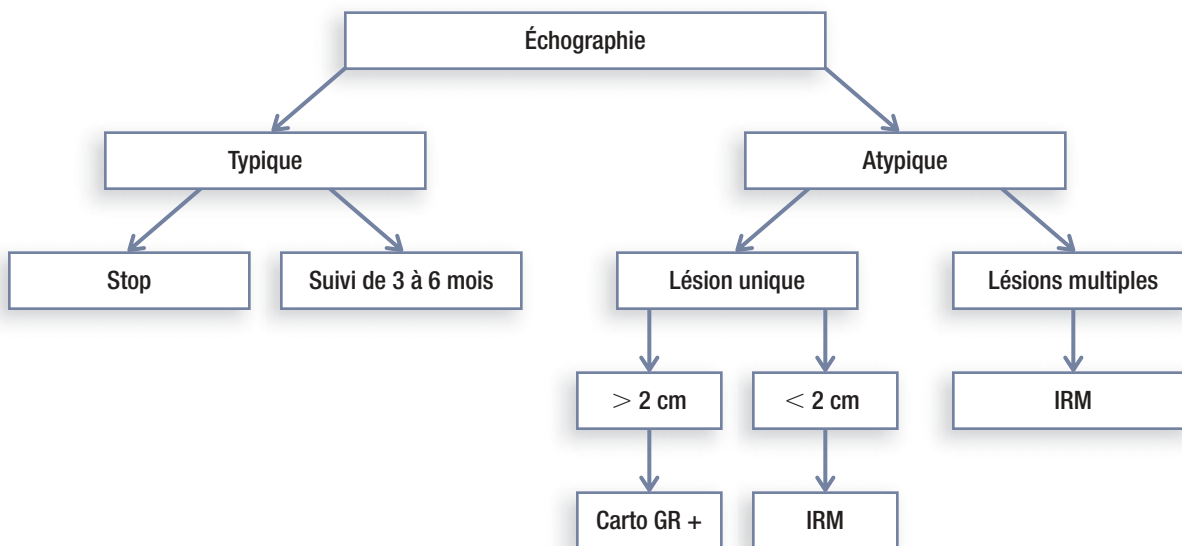 Échographie
Typique
Atypique
Stop
Suivi de 3 à 6 mois
Lésion unique
Lésions multiples
> 2 cm
< 2 cm
IRM
Carto GR +
IRM